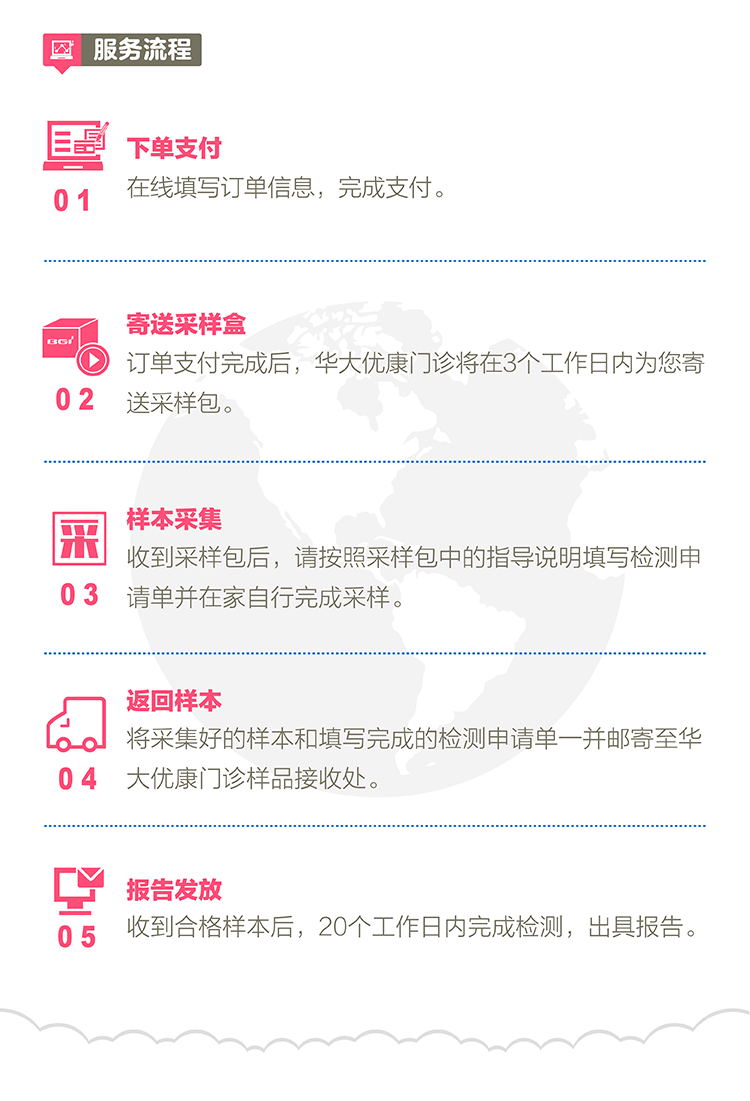 服务流程
下单支付
01
在线填写订单信息，完成支付。
寄送采样盒
BGI
02
订单支付完成后，华大优康门诊将在3个工作日内为您寄
送采样包。
采
样本采集
03
收到采样包后，请按照采样包中的指导说明填写检测申
请单并在家自行完成采样。
返回样本
04
将采集好的样本和填写完成的检测申请单一并邮寄至华
大优康门诊样品接收处。
报告发放
05
收到合格样本后，20个工作日内完成检测，出具报告。